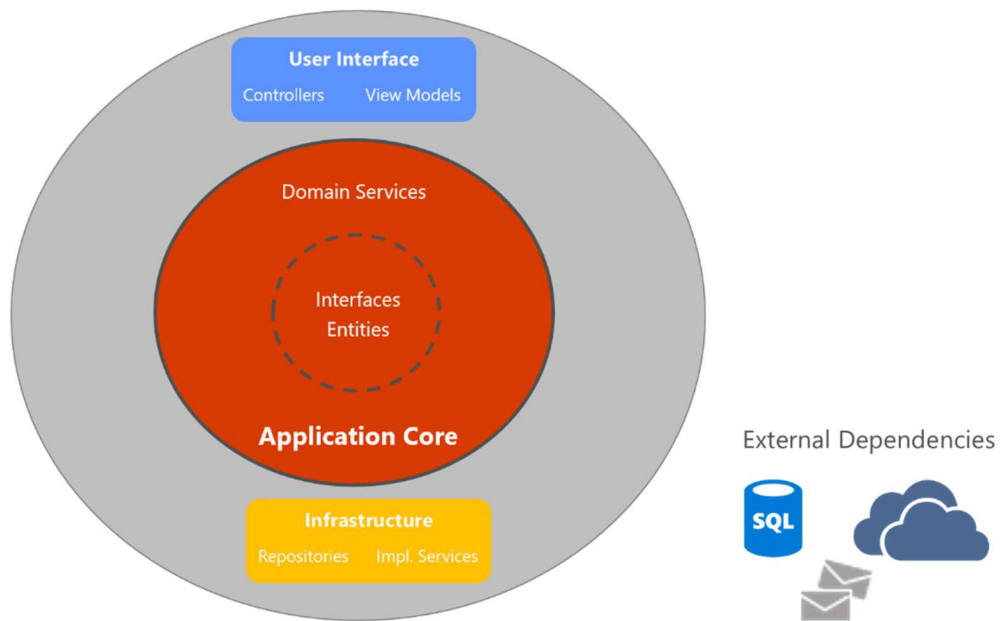 User Interface
Controllers View Models
Domain Services
Interfaces
Entities
Application Core
Infrastructure
Repositories Impl. Services
External Dependencies
SQL